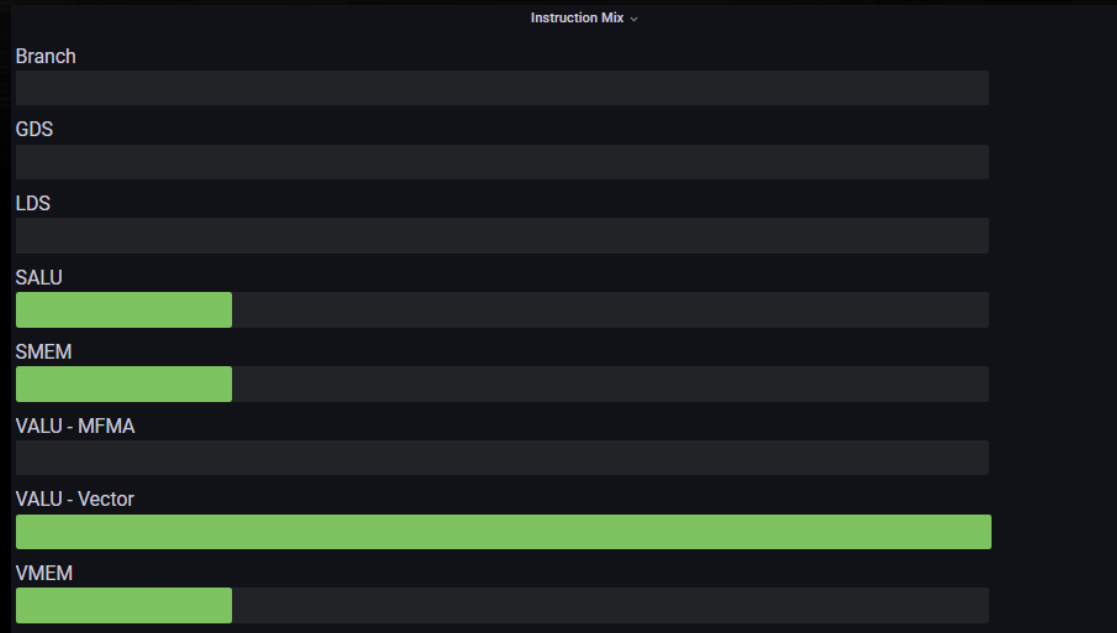 Instruction Mix
Branch
GDS
LDS
SALU
SMEM
VALU - MFMA
VALU - Vector
VMEM